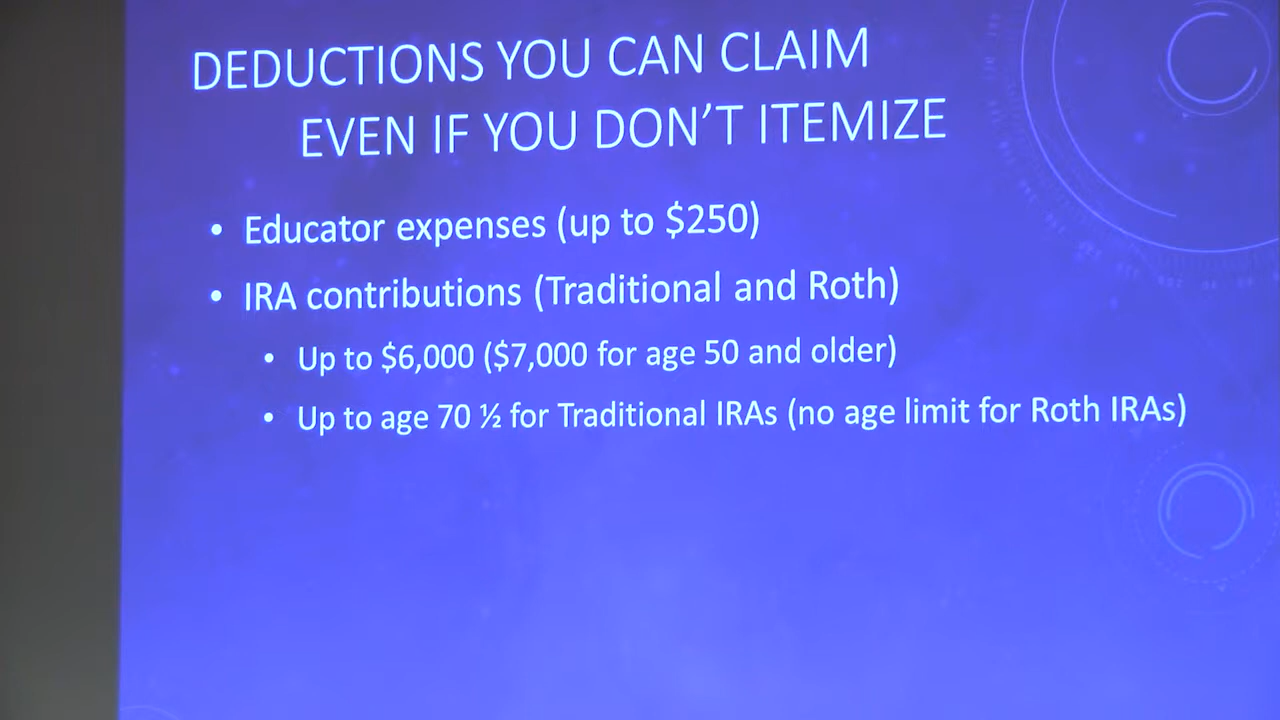 DEDUCTIONS YOU CAN CLAIM
EVEN IF YOU DON’T ITEMIZE
• Educator expenses (up to $250)
• IRA contributions (Traditional and Roth)
• Up to $6,000 ($7,000 for age 50 and older)
• Up to age 70 ½ for Traditional IRAs (no age limit for Roth IRAs)